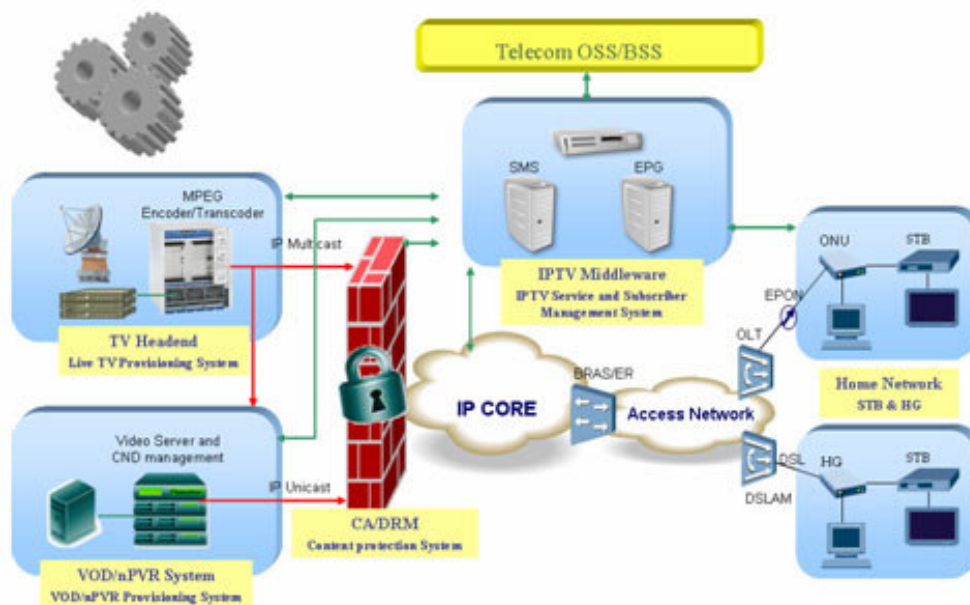 Telecom OSS/BSS
SMS
EPG
IPTV Middleware
IPTV Service and Subscriber
Management System
MPEG
Encoder/Transcoder
IP Multicast
TV Headend
Live TV Provisioning System
Video Server and
CND management
IP Unicast
VOD/nPVR System
VOD/nPVR Provisioning System
CA/DRM
Content protection System
IP CORE
BRAS/ER
Access Network
OLT
EPON
ONU
STB
Home Network
STB & HG
DSL
DSLAM
HG
STB